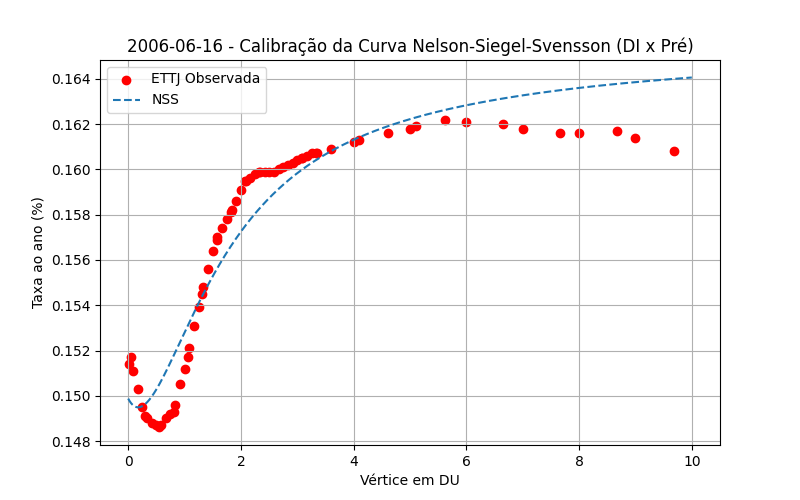 2006-06-16 - Calibração da Curva Nelson-Siegel-Svensson (DI x Pré)
ETTJ Observada
NSS
Taxa ao ano (%)
0.164
0.162
0.160
0.158
0.156
0.154
0.152
0.150
0.148
0 2 4 6 8 10
Vértice em DU